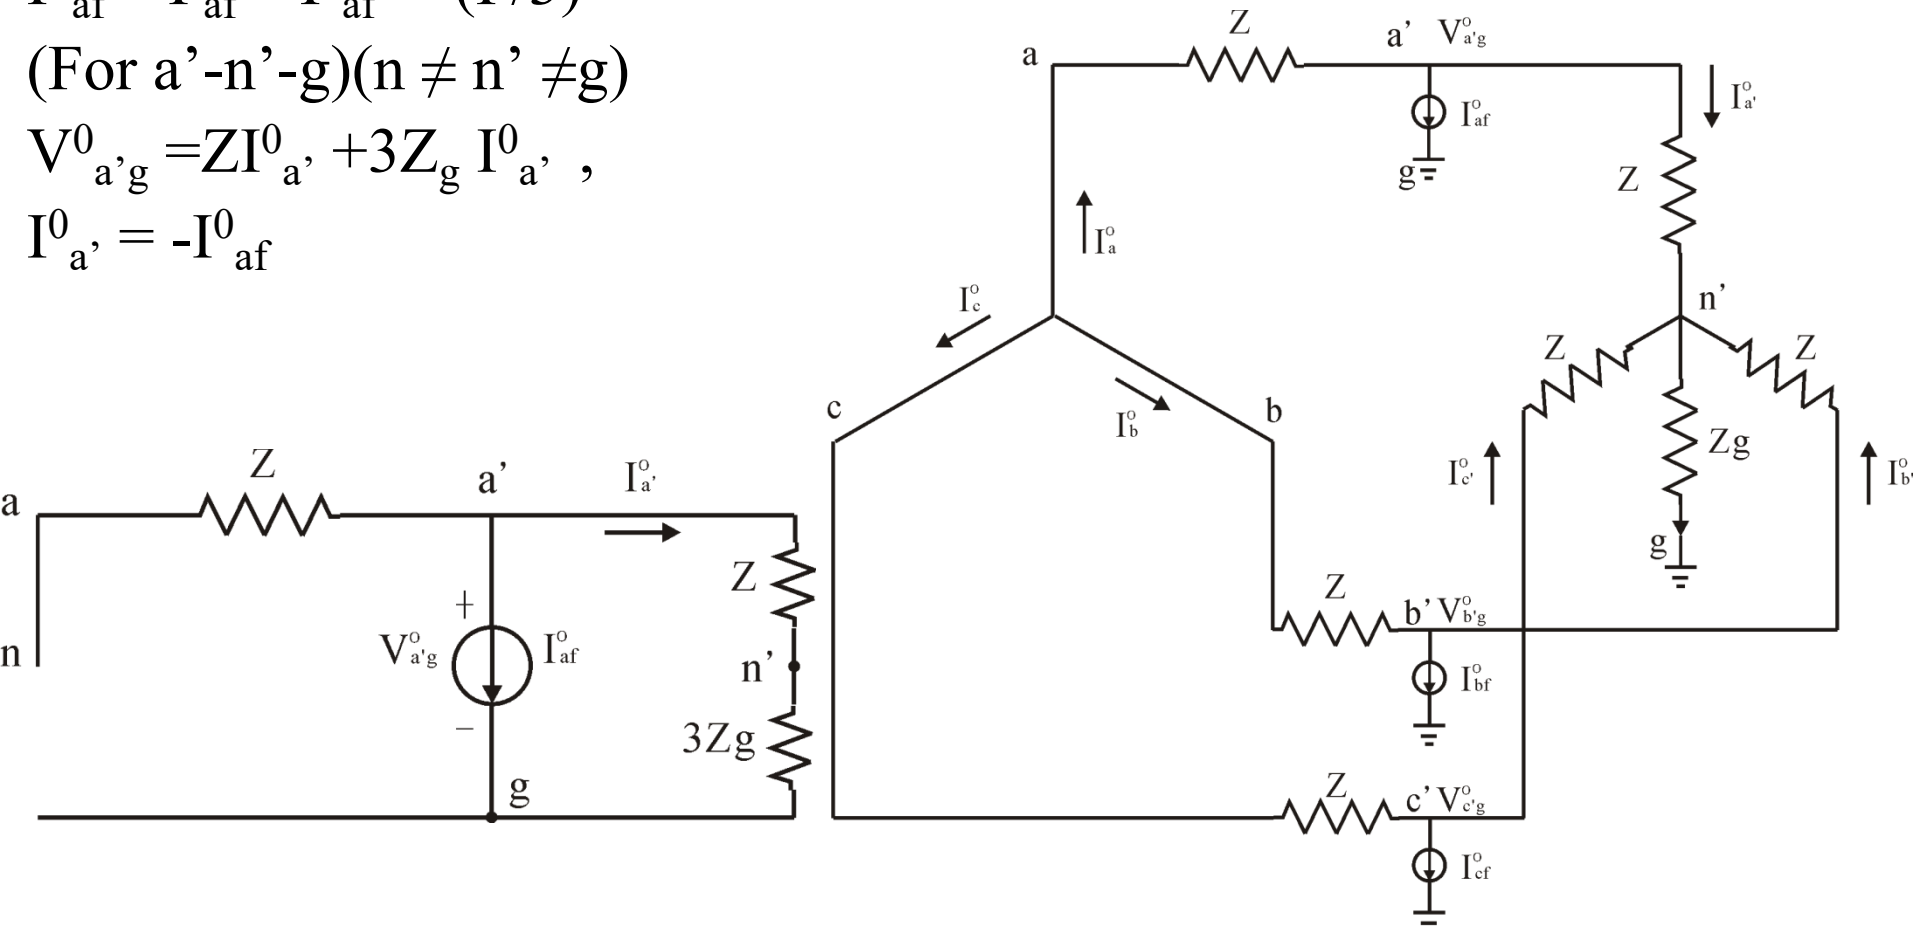 (For a’-n’-g)(n ≠ n’ ≠g)
V⁰a’g =ZI⁰a’ +3Zg I⁰a’ ,
I⁰a’ = -I⁰af
Z
a
a’ V°a'g
I°af
g
I°a'
Z
I°a
n’
I°c
Z
Z
I°b
c
b
Zg
I°c'
I°b'
g
Z
b’ V°b'g
I°bf
Z
c’ V°c'g
I°cf
Z
a
a’
I°a'
Z
+
V°a'g
I°af
n
n’
–
3Zg
g